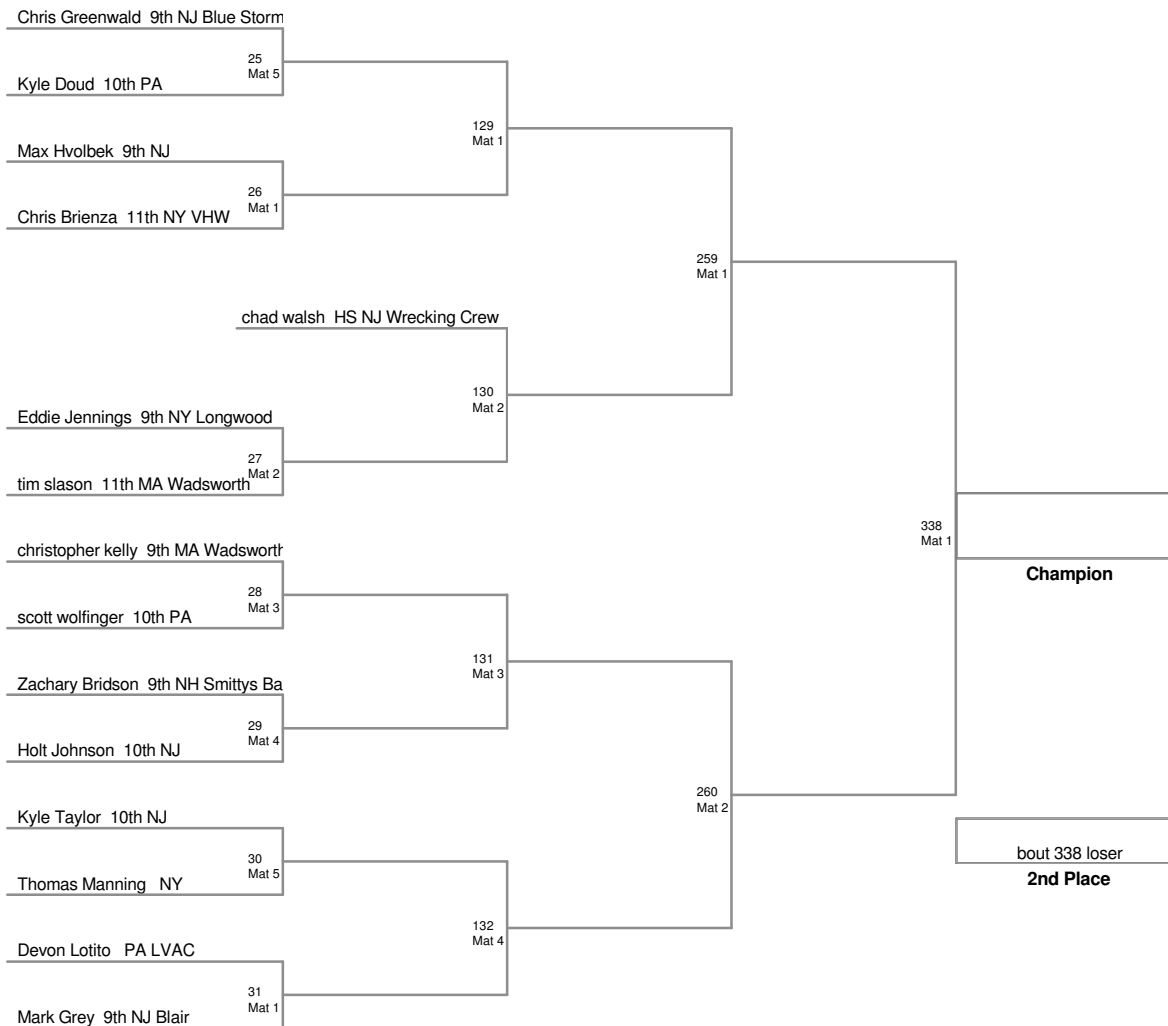 Chris Greenwald 9th NJ Blue Storm
25
Mat 5
Kyle Doud 10th PA
129
Mat 1
Max Hvolbek 9th NJ
26
Mat 1
Chris Brienza 11th NY VHW
259
Mat 1
chad walsh HS NJ Wrecking Crew
130
Mat 2
Eddie Jennings 9th NY Longwood
27
Mat 2
tim slason 11th MA Wadsworth
338
Mat 1
christopher kelly 9th MA Wadsworth
Champion
28
Mat 3
scott wolfinger 10th PA
131
Mat 3
Zachary Bridson 9th NH Smittys Ba
29
Mat 4
Holt Johnson 10th NJ
260
Mat 2
Kyle Taylor 10th NJ
30
Mat 5
bout 338 loser
2nd Place
Thomas Manning NY
132
Mat 4
Devon Lotito PA LVAC
31
Mat 1
Mark Grey 9th NJ Blair